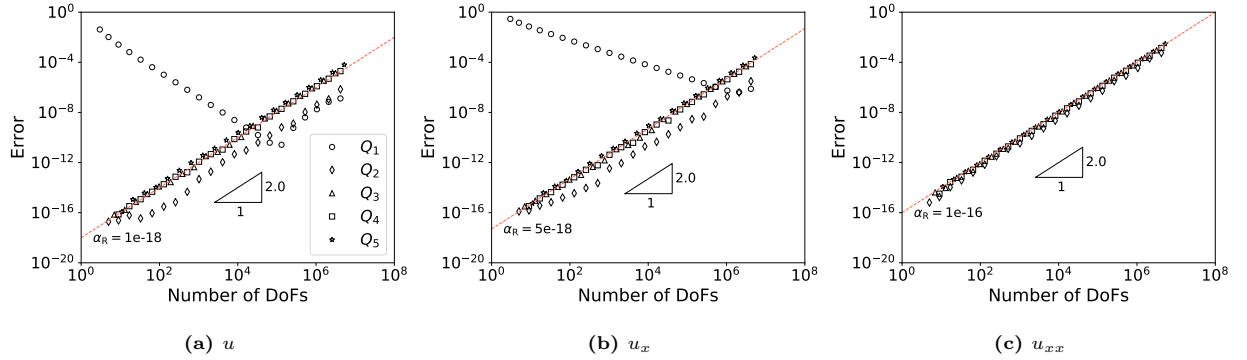 10^0
10^−4
10^−8
10^−12
10^−16
10^−20
Error
10^0 10^2 10^4 10^6 10^8
Number of DoFs
Q_1
Q_2
Q_3
Q_4
Q_5
2.0
1
α_R = 1e-18
(a) u
10^0
10^−4
10^−8
10^−12
10^−16
10^−20
Error
10^0 10^2 10^4 10^6 10^8
Number of DoFs
2.0
1
α_R = 5e-18
(b) u_x
10^0
10^−4
10^−8
10^−12
10^−16
10^−20
Error
10^0 10^2 10^4 10^6 10^8
Number of DoFs
2.0
1
α_R = 1e-16
(c) u_xx